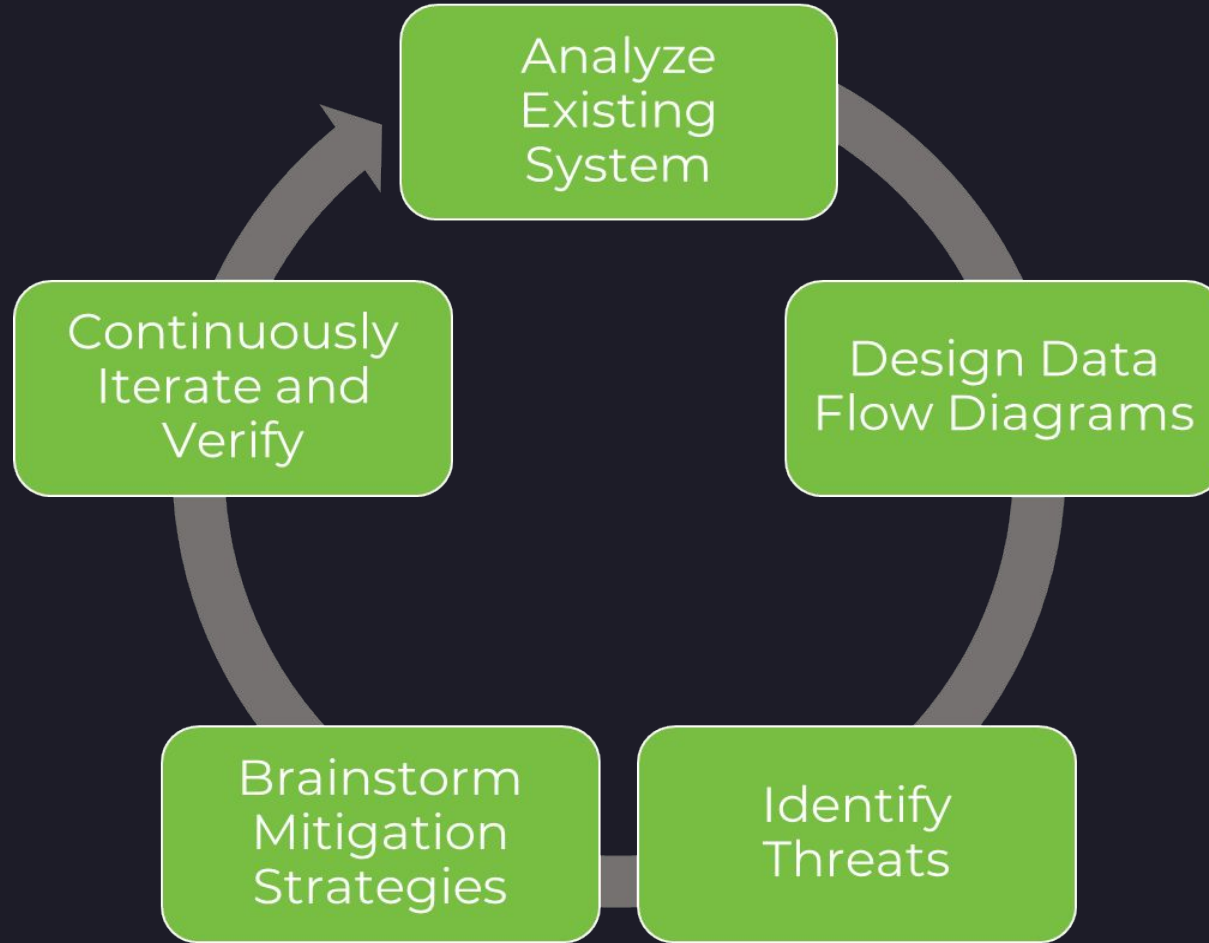 Analyze
Existing
System
Design Data
Flow Diagrams
Identify
Threats
Brainstorm
Mitigation
Strategies
Continuously
Iterate and
Verify